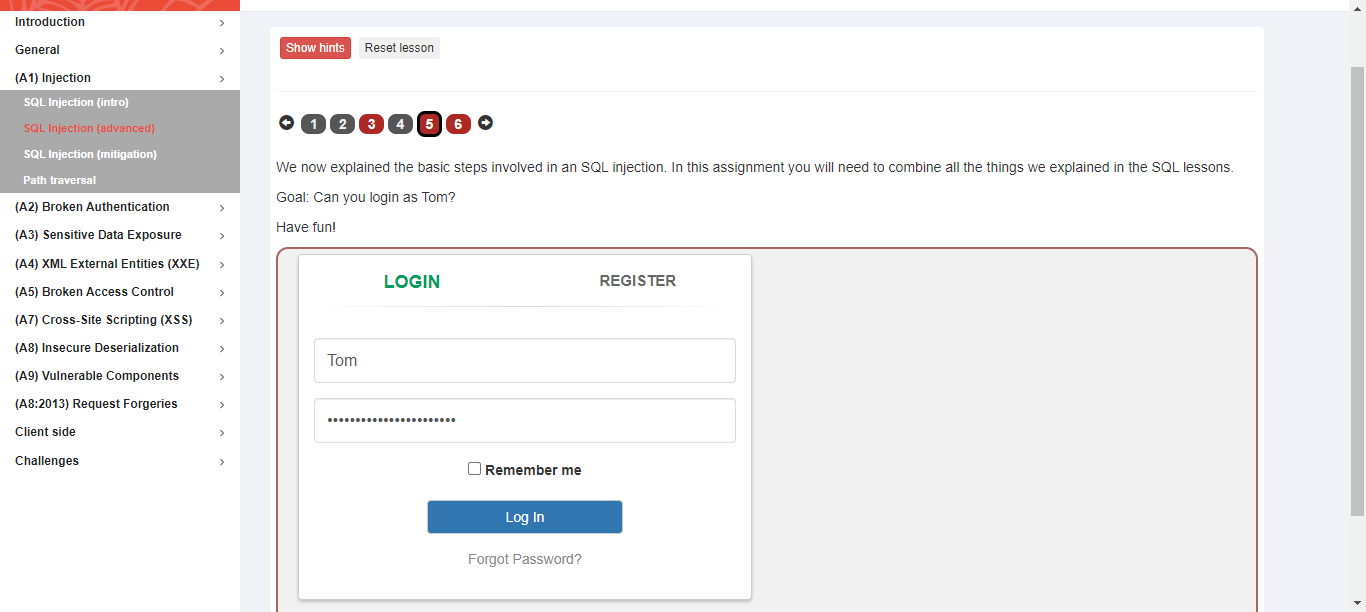 Introduction
General
(A1) Injection
SQL Injection (intro)
SQL Injection (advanced)
SQL Injection (mitigation)
Path traversal
(A2) Broken Authentication
(A3) Sensitive Data Exposure
(A4) XML External Entities (XXE)
(A5) Broken Access Control
(A7) Cross-Site Scripting (XSS)
(A8) Insecure Deserialization
(A9) Vulnerable Components
(A8:2013) Request Forgeries
Client side
Challenges
Show hints Reset lesson
1 2 3 4 5 6
We now explained the basic steps involved in an SQL injection. In this assignment you will need to combine all the things we explained in the SQL lessons.
Goal: Can you login as Tom?
Have fun!
LOGIN REGISTER
Tom
•••••••••••••••••••••••
Remember me
Log In
Forgot Password?